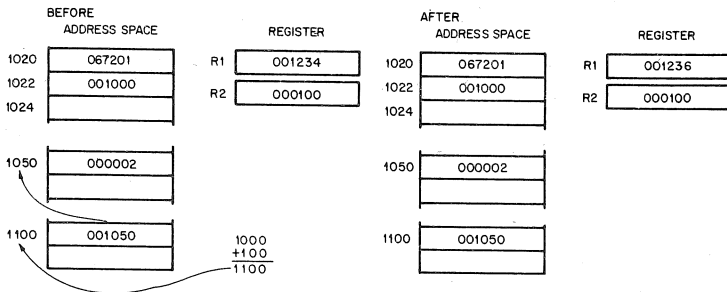 BEFORE
ADDRESS SPACE
REGISTER
1020 067201
1022 001000
1024
R1 001234
R2 000100
1050 000002
1100 001050
1000
+100
1100
AFTER
ADDRESS SPACE
REGISTER
1020 067201
1022 001000
1024
R1 001236
R2 000100
1050 000002
1100 001050